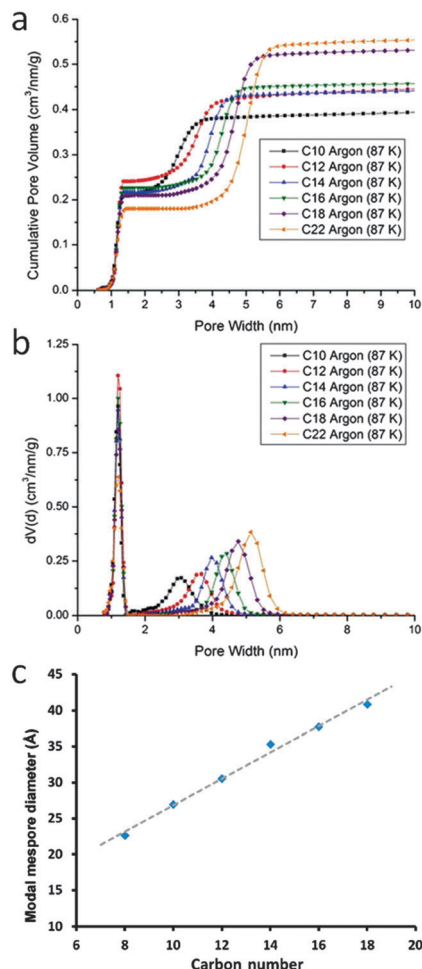 a
Cumulative Pore Volume (cm³/nm/g)
0.6
0.5
0.4
0.3
0.2
0.1
0.0
C10 Argon (87 K)
C12 Argon (87 K)
C14 Argon (87 K)
C16 Argon (87 K)
C18 Argon (87 K)
C22 Argon (87 K)
0 1 2 3 4 5 6 7 8 9 10
Pore Width (nm)
b
dV(d) (cm³/nm/g)
1.25
1.00
0.75
0.50
0.25
0.00
C10 Argon (87 K)
C12 Argon (87 K)
C14 Argon (87 K)
C16 Argon (87 K)
C18 Argon (87 K)
C22 Argon (87 K)
0 2 4 6 8 10
Pore Width (nm)
c
Modal mespore diameter (Å)
45
40
35
30
25
20
15
10
6 8 10 12 14 16 18 20
Carbon number